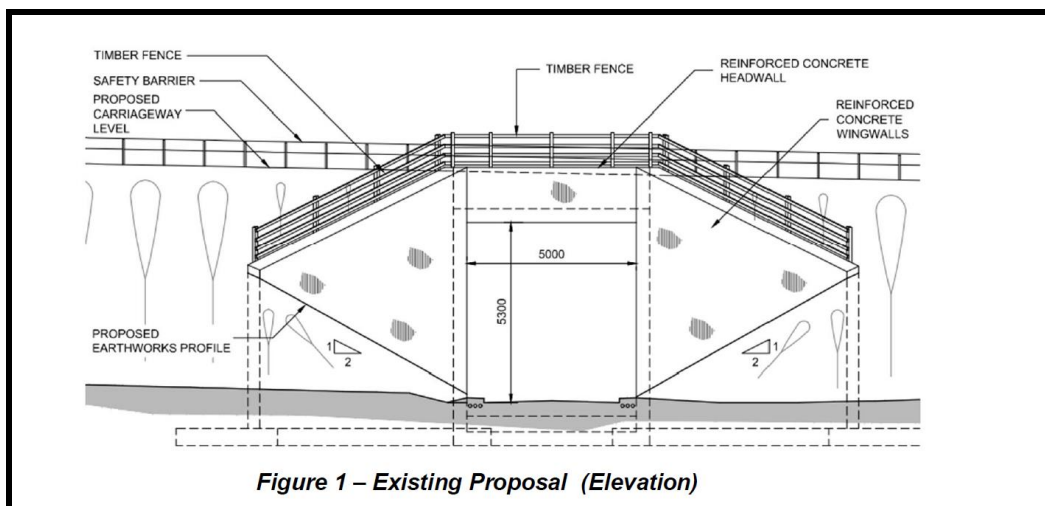 TIMBER FENCE
SAFETY BARRIER
PROPOSED
CARRIAGEWAY
LEVEL
TIMBER FENCE
REINFORCED CONCRETE
HEADWALL
REINFORCED
CONCRETE
WINGWALLS
5000
5300
PROPOSED
EARTHWORKS PROFILE
1
2
1
2
Figure 1 – Existing Proposal (Elevation)